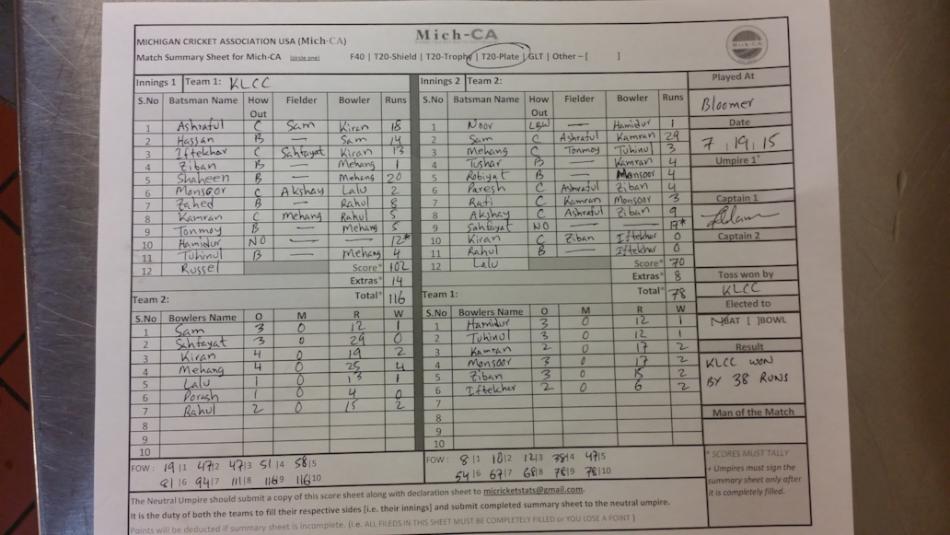 Mich-CA
MICHIGAN CRICKET ASSOCIATION USA (Mich-CA)
Match Summary Sheet for Mich-CA (circle one) F40 | T20-Shield | T20-Trophy | T20-Plate | GLT | Other – [ ]
Innings 1 Team 1: KLCC
S.No Batsman Name How Out Fielder Bowler Runs
1 Ashraful C Sam Kiran 18
2 Hassan B — Sam 14
3 Iftekhar C Sahtayat Kiran 13
4 Ziban B — Mehang 1
5 Shaheen B — Mehang 20
6 Monsoor C Akshay Lalu 2
7 Zahed B — Rahul 8
8 Kamran C Mehang Rahul 5
9 Tonmoy B — Mehang 5
10 Hamidur NO — — 12*
11 Tuhinul B — Mehang 4
12 Russel Score* 102
Extras* 14
Total* 116
Team 2:
S.No Bowlers Name O M R W
1 Sam 3 0 12 1
2 Sahtayat 3 0 29 0
3 Kiran 4 0 19 2
4 Mehang 4 0 25 4
5 Lalu 1 0 13 1
6 Poresh 1 0 4 0
7 Rahul 2 0 15 2
8
9
10
FOW : 19|1 47|2 47|3 51|4 58|5
81|6 94|7 111|8 116|9 116|10
Innings 2 Team 2:
S.No Batsman Name How Out Fielder Bowler Runs
1 Noor LBW — Hamidur 1
2 Sam C Ashraful Kamran 29
3 Mehang C Tonmoy Tuhinul 3
4 Tushar B — Kamran 4
5 Robiyat B — Monsoor 4
6 Paresh C Ashraful Ziban 4
7 Rafi C Kamran Monsoor 3
8 Akshay C Ashraful Ziban 9
9 Sahtayat NO — — 17*
10 Kiran C Ziban Iftekhar 0
11 Rahul B — Iftekhar 0
12 Lalu Score* 70
Extras* 8
Total* 78
Team 1:
S.No Bowlers Name O M R W
1 Hamidur 3 0 12 1
2 Tuhinul 3 0 12 1
3 Kamran 2 0 17 2
4 Monsoor 3 0 17 2
5 Ziban 3 0 15 2
6 Iftekhar 2 0 6 2
7
8
9
10
FOW : 8|1 10|2 12|3 38|4 47|5
54|6 67|7 68|8 78|9 78|10
Played At
Bloomer
Date
7, 19, 15
Umpire 1*
Captain 1
Captain 2
Toss won by
KLCC
Elected to
BAT [ ]BOWL
Result
KLCC WON
BY 38 RUNS
Man of the Match
* SCORES MUST TALLY
+ Umpires must sign the
summary sheet only after
it is completely filled.
The Neutral Umpire should submit a copy of this score sheet along with declaration sheet to micricketstats@gmail.com.
It is the duty of both the teams to fill their respective sides [i.e. their innings] and submit completed summary sheet to the neutral umpire.
Points will be deducted if summary sheet is incomplete. (i.e. ALL FILEDS IN THIS SHEET MUST BE COMPLETELY FILLED or YOU LOSE A POINT )